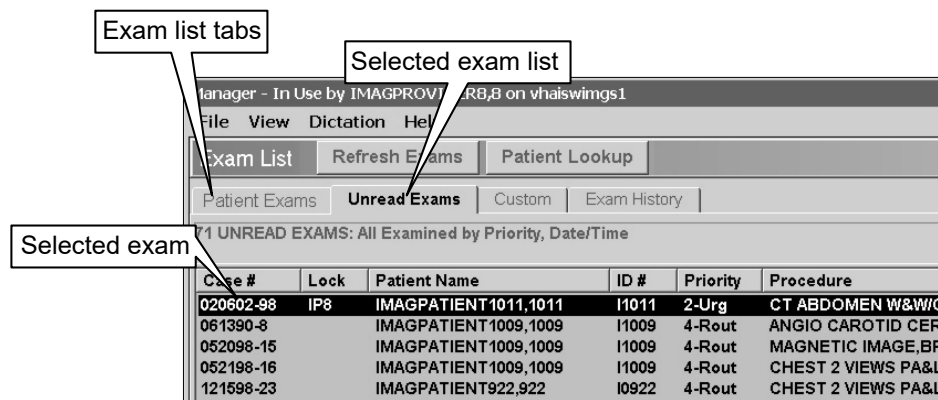 Exam list tabs
Selected exam list
Manager - In Use by IMAGPROVIDER8,8 on vhaiswimgs1
File View Dictation Help
Exam List Refresh Exams Patient Lookup
Patient Exams Unread Exams Custom Exam History
71 UNREAD EXAMS: All Examined by Priority, Date/Time
Selected exam
Case # Lock Patient Name ID # Priority Procedure
020602-98 IP8 IMAGPATIENT1011,1011 I1011 2-Urg CT ABDOMEN W&W/O
061390-8 IMAGPATIENT1009,1009 I1009 4-Rout ANGIO CAROTID CER
052098-15 IMAGPATIENT1009,1009 I1009 4-Rout MAGNETIC IMAGE,BR
052198-16 IMAGPATIENT1009,1009 I1009 4-Rout CHEST 2 VIEWS PA&L
121598-23 IMAGPATIENT922,922 I0922 4-Rout CHEST 2 VIEWS PA&L